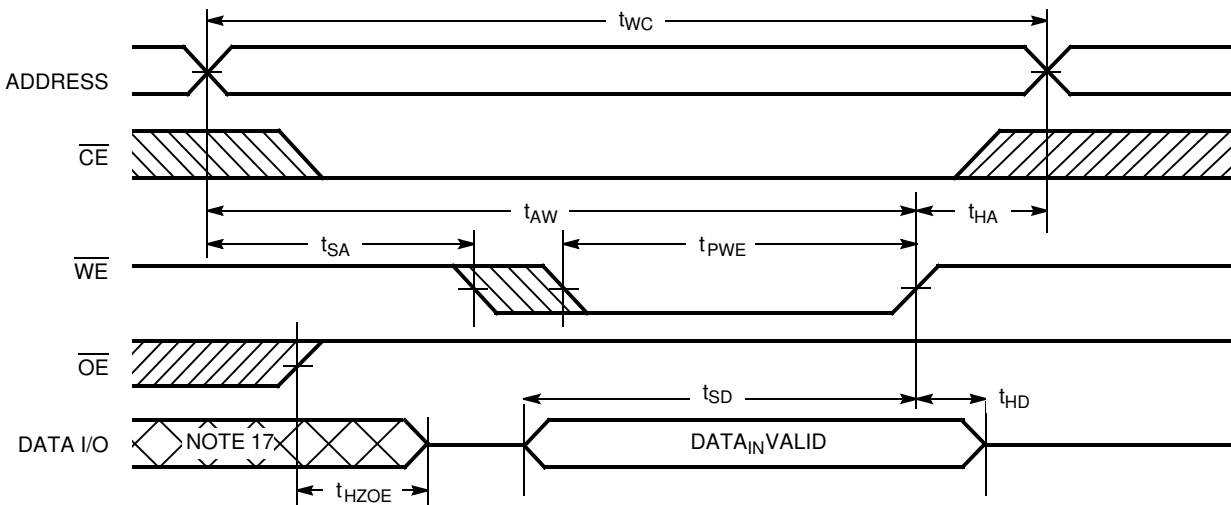 tWC
ADDRESS
CE
tAW
tHA
tSA
tPWE
WE
OE
tSD
tHD
DATA I/O
NOTE 17
DATAINVALID
tHZOE